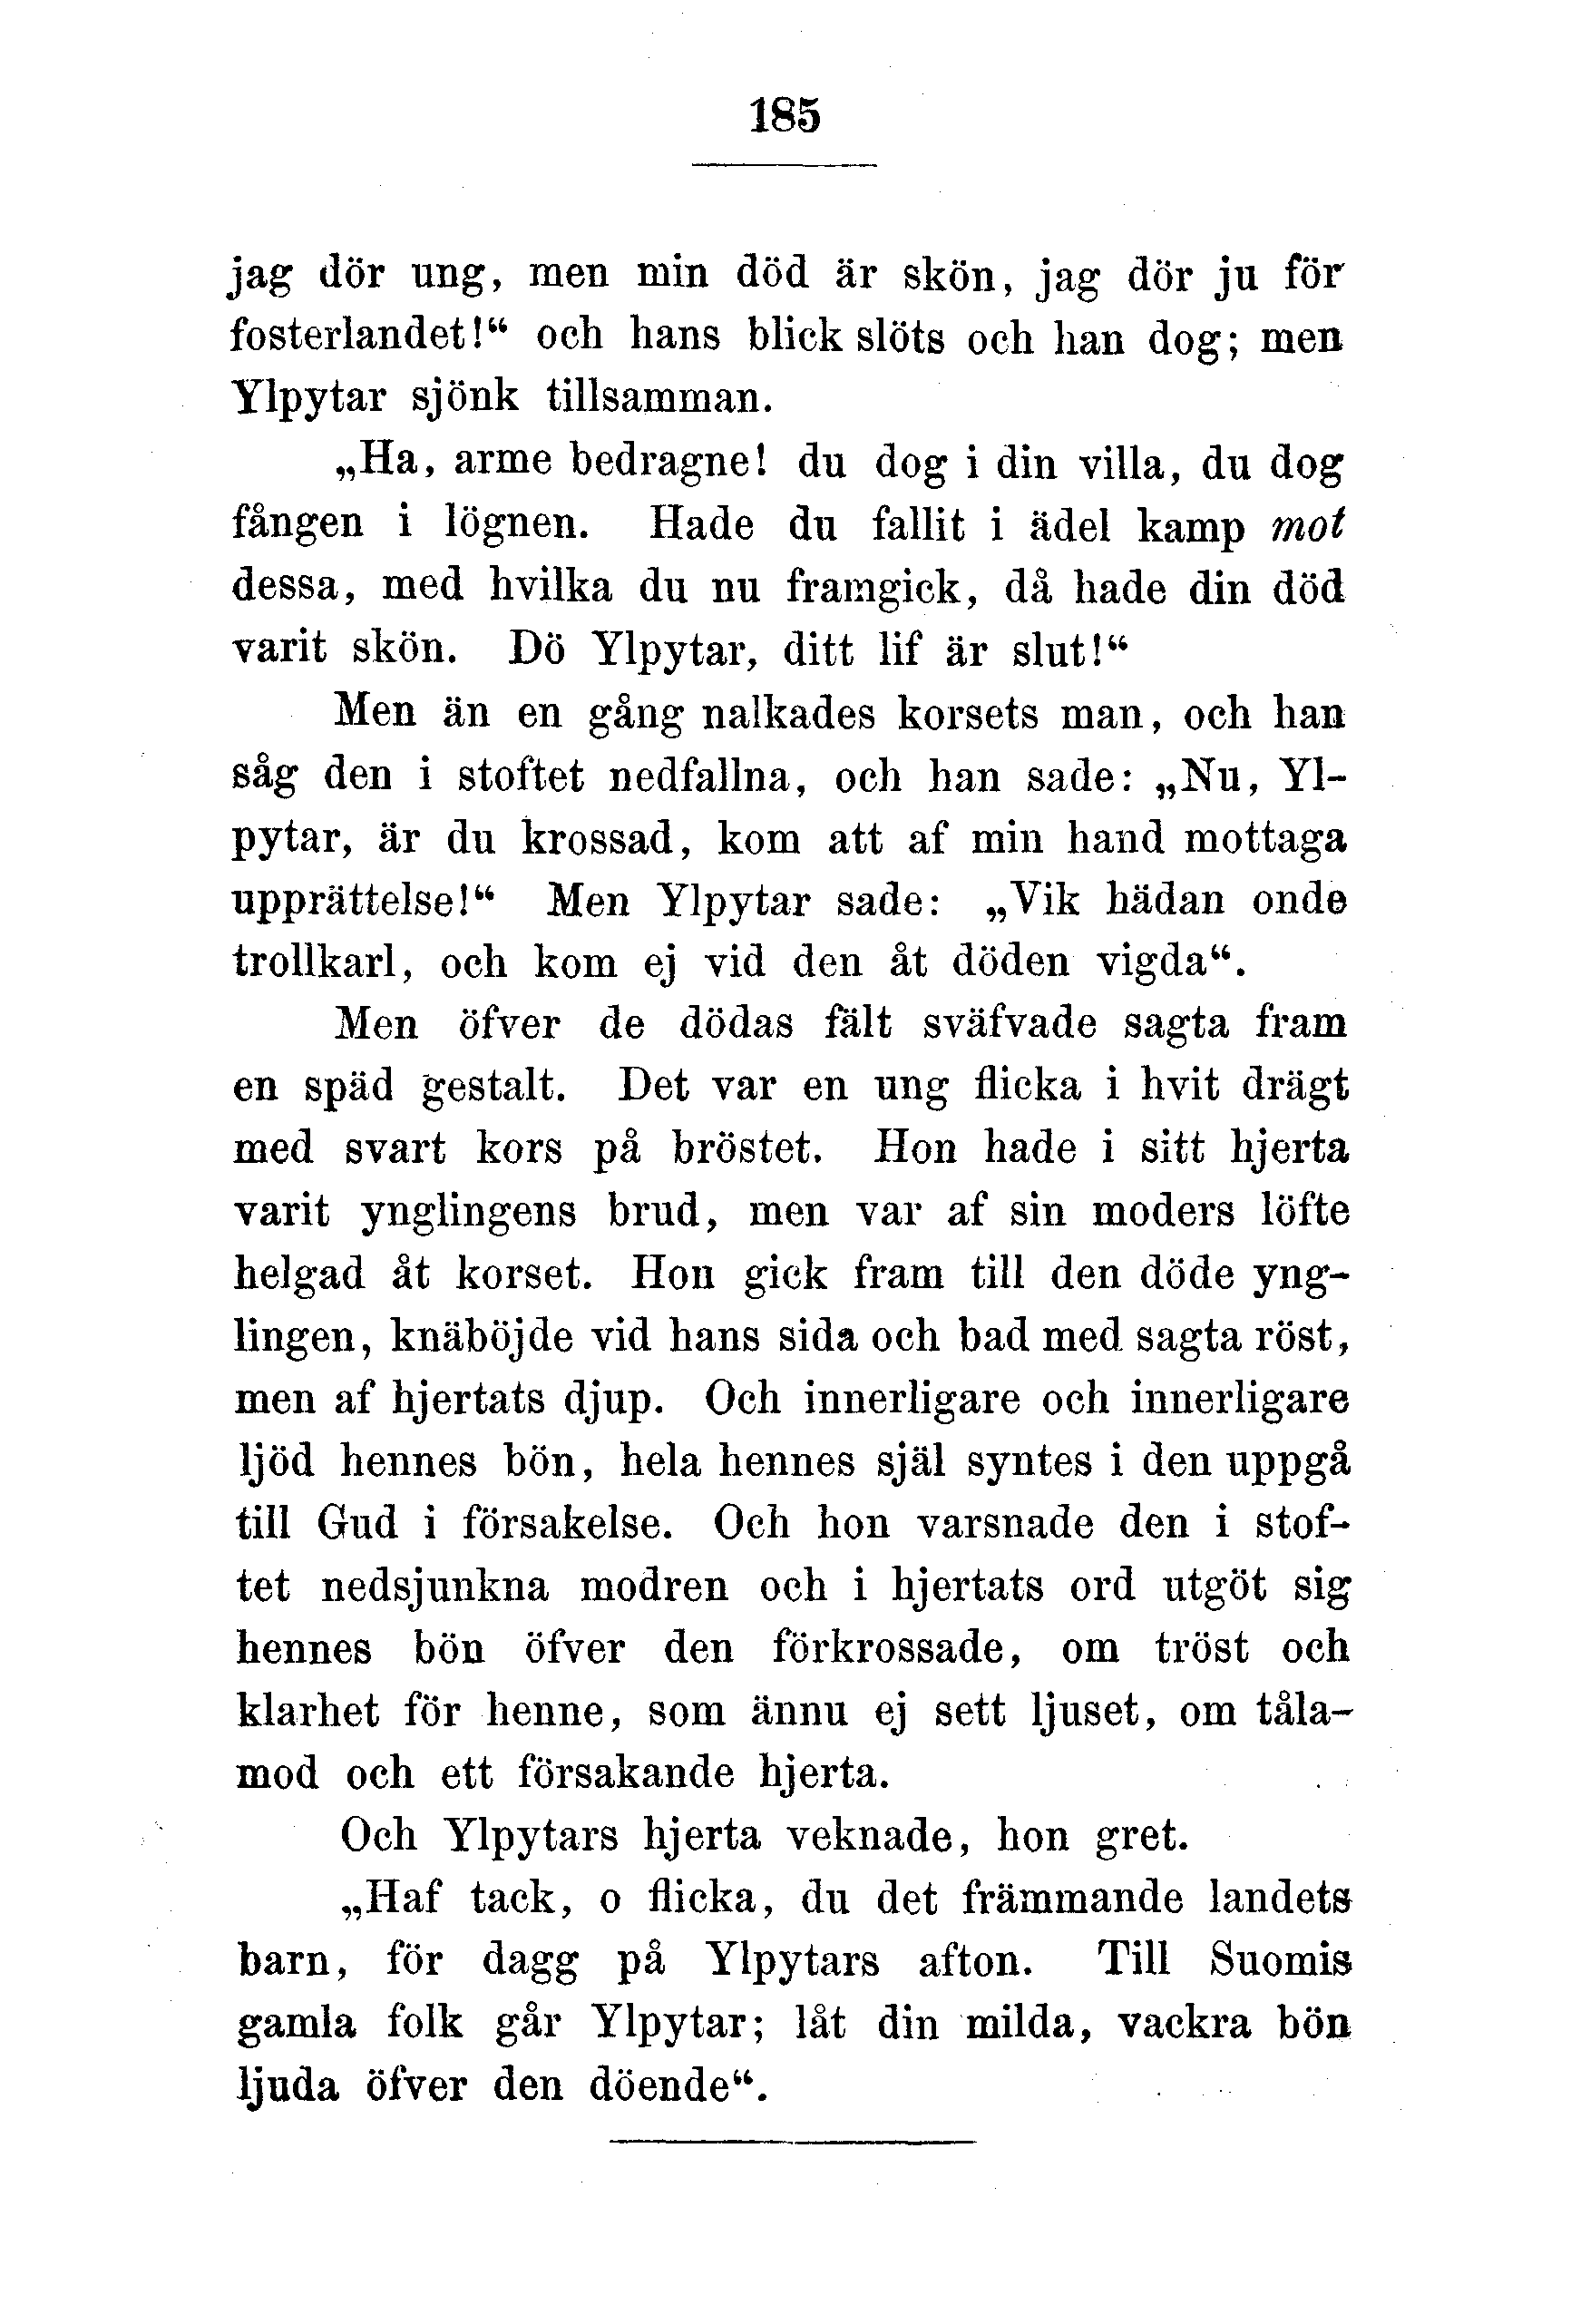 185
jag dör ung, men min död är skön, jag dör ju för
fosterlandet!“ och hans blick slöts och han dog; men
Ylpytar sjönk tillsamman.
„Ha, arme bedragne! du dog i din villa, du dog
fången i lögnen. Hade du fallit i ädel kamp mot
dessa, med hvilka du nu framgick, då hade din död
varit skön. Dö Ylpytar, ditt lif är slut!“
Men än en gång nalkades korsets man, och han
såg den i stoftet nedfallna, och han sade: „Nu, Yl-
pytar, är du krossad, kom att af min hand mottaga
upprättelse!“ Men Ylpytar sade: „Vik hädan onde
trollkarl, och kom ej vid den åt döden vigda“.
Men öfver de dödas fält sväfvade sagta fram
en späd gestalt. Det var en ung flicka i hvit drägt
med svart kors på bröstet. Hon hade i sitt hjerta
varit ynglingens brud, men var af sin moders löfte
helgad åt korset. Hon gick fram till den döde yng-
lingen, knäböjde vid hans sida och bad med sagta röst,
men af hjertats djup. Och innerligare och innerligare
ljöd hennes bön, hela hennes själ syntes i den uppgå
till Gud i försakelse. Och hon varsnade den i stof-
tet nedsjunkna modren och i hjertats ord utgöt sig
hennes bön öfver den förkrossade, om tröst och
klarhet för henne, som ännu ej sett ljuset, om tåla-
mod och ett försakande hjerta.
Och Ylpytars hjerta veknade, hon gret.
„Haf tack, o flicka, du det främmande landets
barn, för dagg på Ylpytars afton. Till Suomis
gamla folk går Ylpytar; låt din milda, vackra bön
ljuda öfver den döende“.